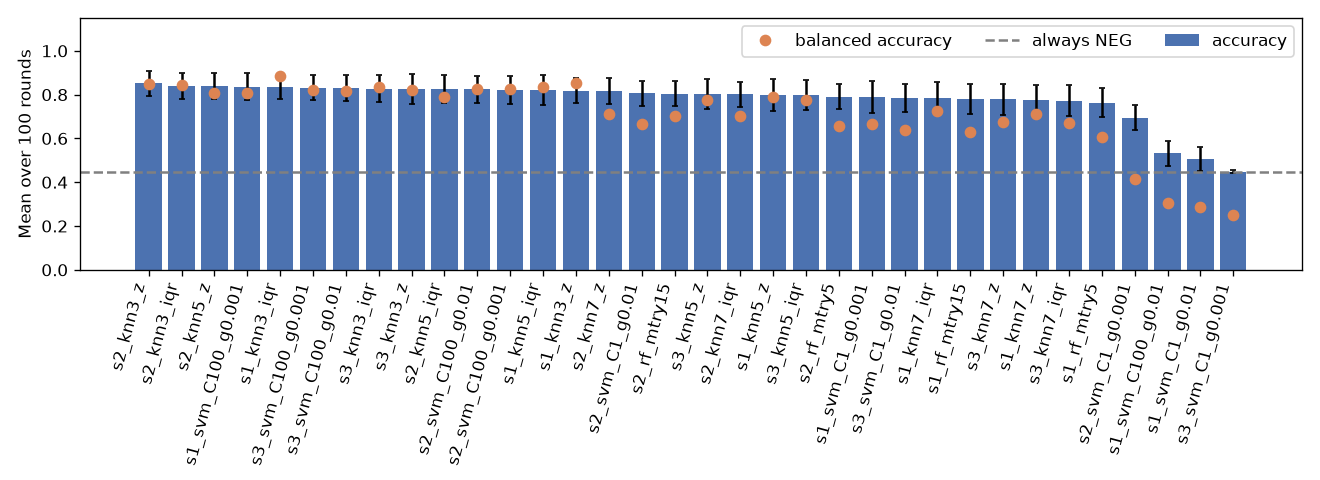 balanced accuracy
always NEG
accuracy
Mean over 100 rounds
1.0
0.8
0.6
0.4
0.2
0.0
s2_knn3_z
s2_knn3_iqr
s2_knn5_z
s1_svm_C100_g0.001
s1_knn3_iqr
s3_svm_C100_g0.001
s3_svm_C100_g0.01
s3_knn3_iqr
s3_knn3_z
s2_knn5_iqr
s2_svm_C100_g0.01
s2_svm_C100_g0.001
s1_knn5_iqr
s1_knn3_z
s2_knn7_z
s2_svm_C1_g0.01
s2_rf_mtry15
s3_knn5_z
s2_knn7_iqr
s1_knn5_z
s3_knn5_iqr
s2_rf_mtry5
s1_svm_C1_g0.001
s3_svm_C1_g0.01
s1_knn7_iqr
s1_rf_mtry15
s3_knn7_z
s1_knn7_z
s3_knn7_iqr
s1_rf_mtry5
s2_svm_C1_g0.001
s1_svm_C100_g0.01
s1_svm_C1_g0.01
s3_svm_C1_g0.001